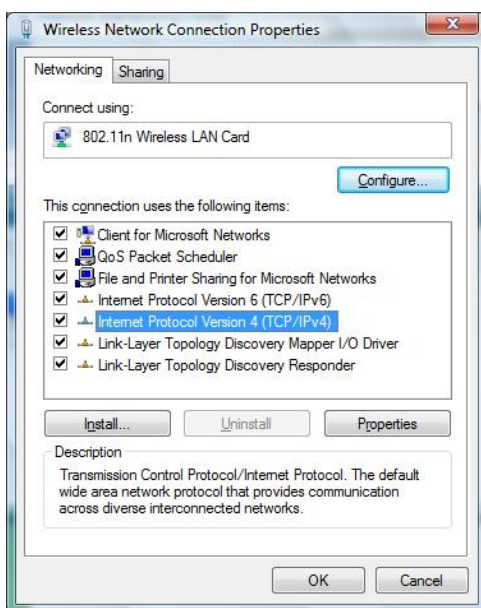 Wireless Network Connection Properties
Networking
Sharing
Connect using:
802.11n Wireless LAN Card
Configure...
This connection uses the following items:
Client for Microsoft Networks
QoS Packet Scheduler
File and Printer Sharing for Microsoft Networks
Internet Protocol Version 6 (TCP/IPv6)
Internet Protocol Version 4 (TCP/IPv4)
Link-Layer Topology Discovery Mapper I/O Driver
Link-Layer Topology Discovery Responder
Install...
Uninstall
Properties
Description
Transmission Control Protocol/Internet Protocol. The default
wide area network protocol that provides communication
across diverse interconnected networks.
OK
Cancel